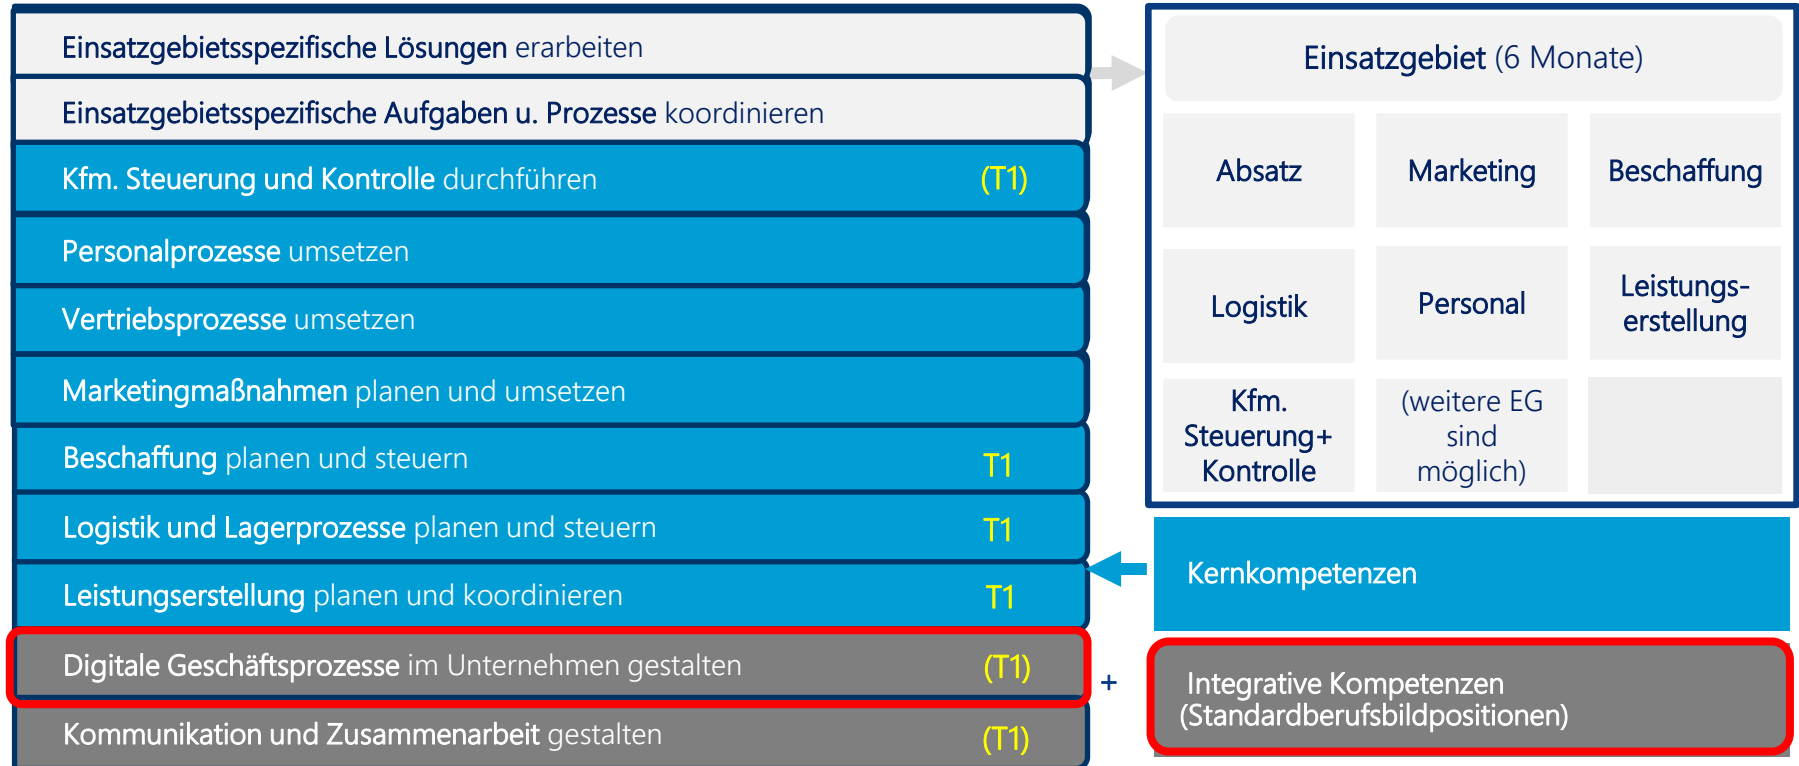 Einsatzgebietsspezifische Lösungen erarbeiten
Einsatzgebietsspezifische Aufgaben u. Prozesse koordinieren
Kfm. Steuerung und Kontrolle durchführen (T1)
Personalprozesse umsetzen
Vertriebsprozesse umsetzen
Marketingmaßnahmen planen und umsetzen
Beschaffung planen und steuern T1
Logistik und Lagerprozesse planen und steuern T1
Leistungserstellung planen und koordinieren T1
Digitale Geschäftsprozesse im Unternehmen gestalten (T1)
Kommunikation und Zusammenarbeit gestalten (T1)
Einsatzgebiet (6 Monate)
Absatz
Marketing
Beschaffung
Logistik
Personal
Leistungs-
erstellung
Kfm.
Steuerung+
Kontrolle
(weitere EG
sind
möglich)
Kernkompetenzen
+
Integrative Kompetenzen
(Standardberufsbildpositionen)